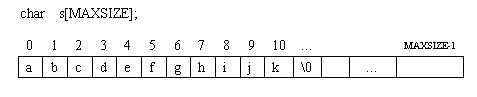 char s[MAXSIZE];
0 1 2 3 4 5 6 7 8 9 10 ... MAXSIZE-1
a b c d e f g h i j k \0 ...